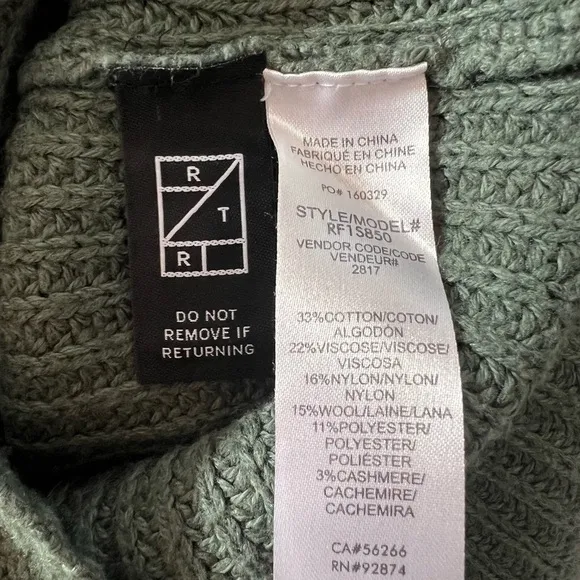 R
T
R
DO NOT
REMOVE IF
RETURNING
MADE IN CHINA
FABRIQUÉ EN CHINE
HECHO EN CHINA
PO# 160329
STYLE/MODEL#
RF1S850
VENDOR CODE/CODE
VENDEUR#
2817
33%COTTON/COTON/
ALGODÓN
22%VISCOSE/VISCOSE/
VISCOSA
16%NYLON/NYLON/
NYLON
15%WOOL/LAINE/LANA
11%POLYESTER/
POLYESTER/
POLIÉSTER
3%CASHMERE/
CACHEMIRE/
CACHEMIRE
CA#56266
RN#92874